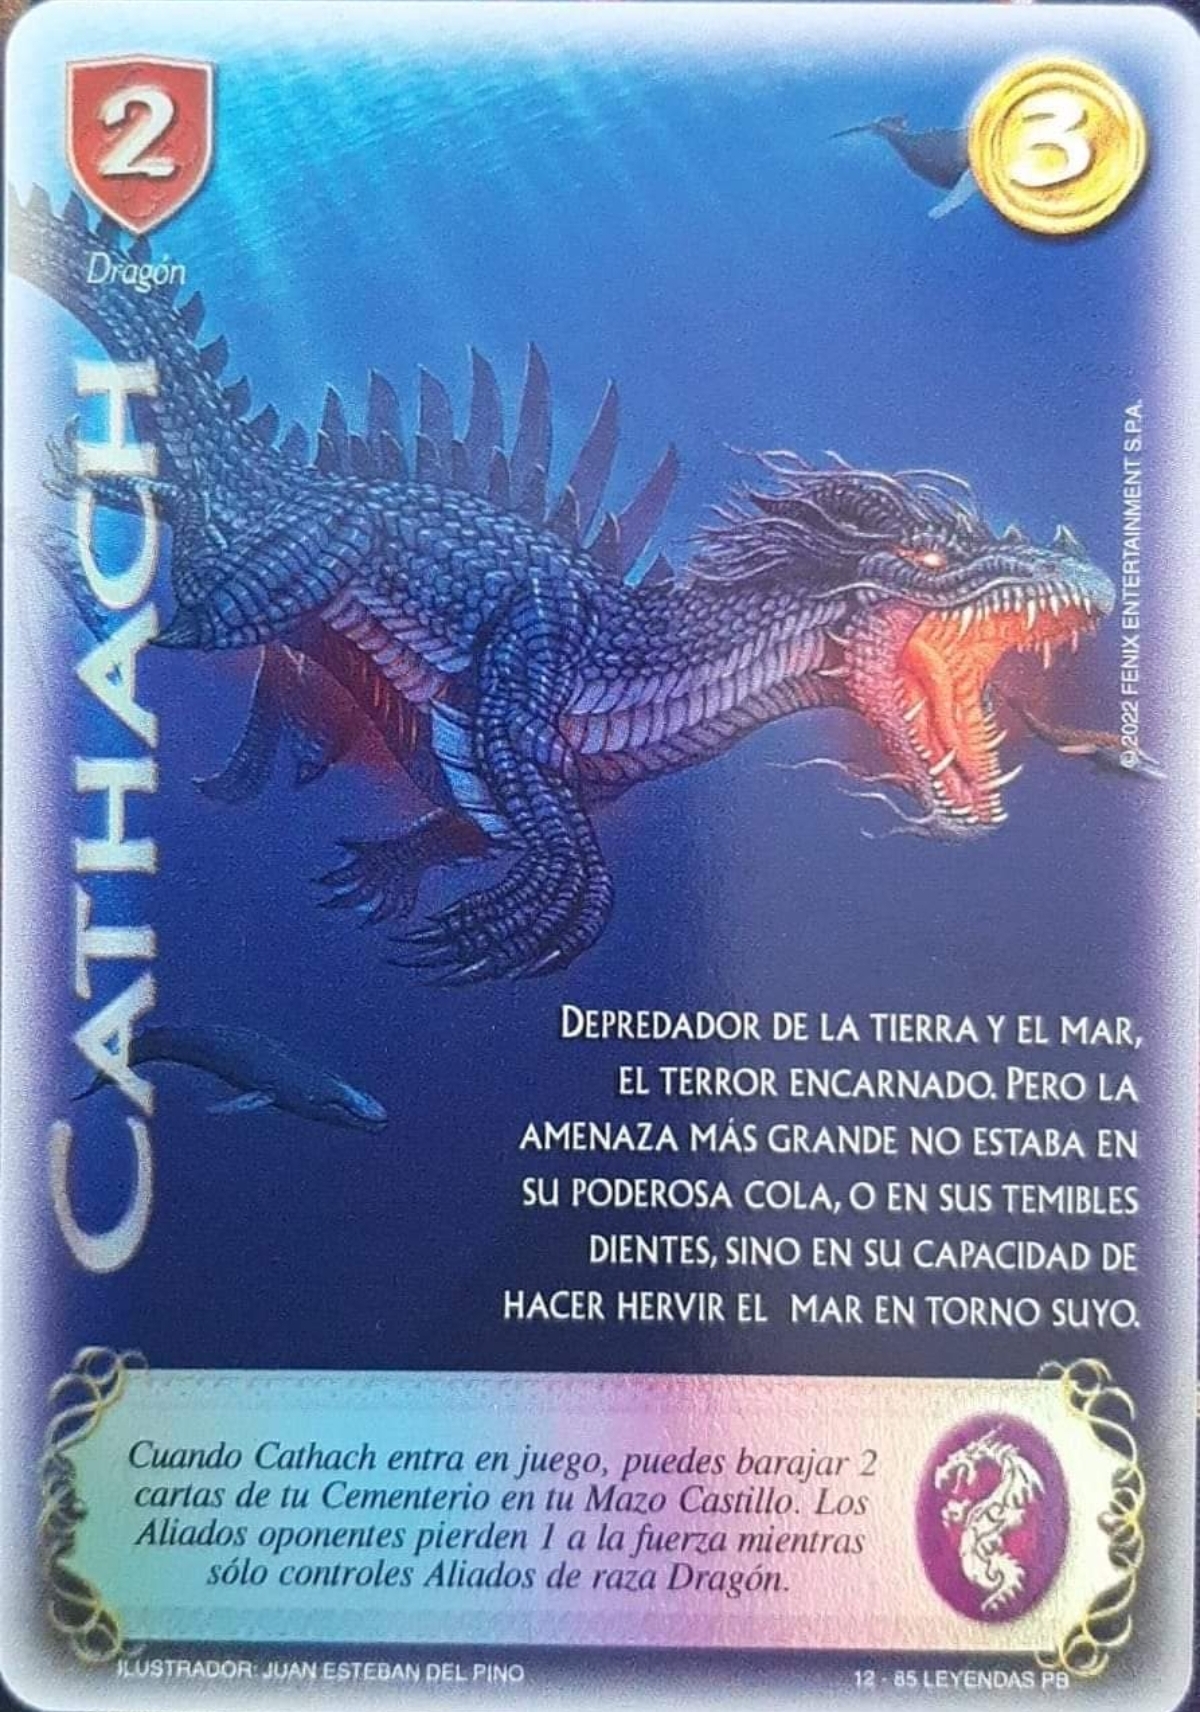 2
3
Dragón
CATHACH
©2022 FENIX ENTERTAINMENT S.P.A.
DEPREDADOR DE LA TIERRA Y EL MAR,
EL TERROR ENCARNADO. PERO LA
AMENAZA MÁS GRANDE NO ESTABA EN
SU PODEROSA COLA, O EN SUS TEMIBLES
DIENTES, SINO EN SU CAPACIDAD DE
HACER HERVIR EL MAR EN TORNO SUYO.
Cuando Cathach entra en juego, puedes barajar 2
cartas de tu Cementerio en tu Mazo Castillo. Los
Aliados oponentes pierden 1 a la fuerza mientras
sólo controles Aliados de raza Dragón.
ILUSTRADOR: JUAN ESTEBAN DEL PINO
12 - 85 LEYENDAS PB